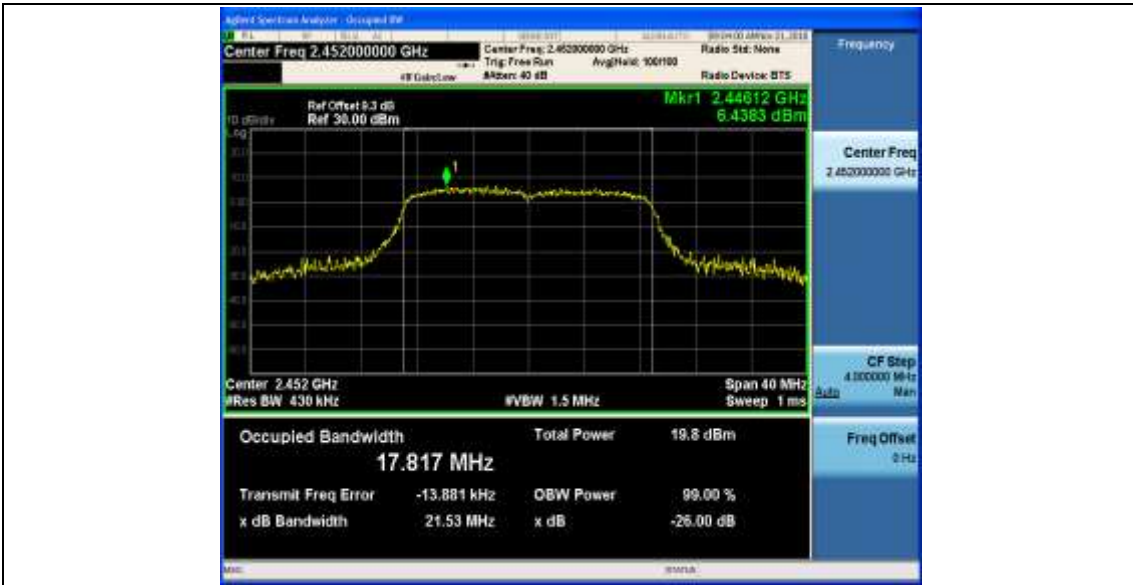 Agilent Spectrum Analyzer - Occupied BW
Center Freq 2.452000000 GHz
Center Freq: 2.452000000 GHz
Radio Std: None
Trig: Free Run
Avg|Hold: 100/100
#IFGain:Low
#Atten: 40 dB
Radio Device: BTS
Frequency
Ref Offset 9.3 dB
Ref 30.00 dBm
10 dB/div
Log
Mkr1 2.44612 GHz
6.4383 dBm
1
Center Freq
2.452000000 GHz
Center 2.452 GHz
Span 40 MHz
#Res BW 430 kHz
#VBW 1.5 MHz
Sweep 1 ms
CF Step
4.000000 MHz
Auto Man
Occupied Bandwidth
17.817 MHz
Total Power 19.8 dBm
Transmit Freq Error -13.881 kHz
OBW Power 99.00 %
x dB Bandwidth 21.53 MHz
x dB -26.00 dB
Freq Offset
0 Hz
MSG
STATUS